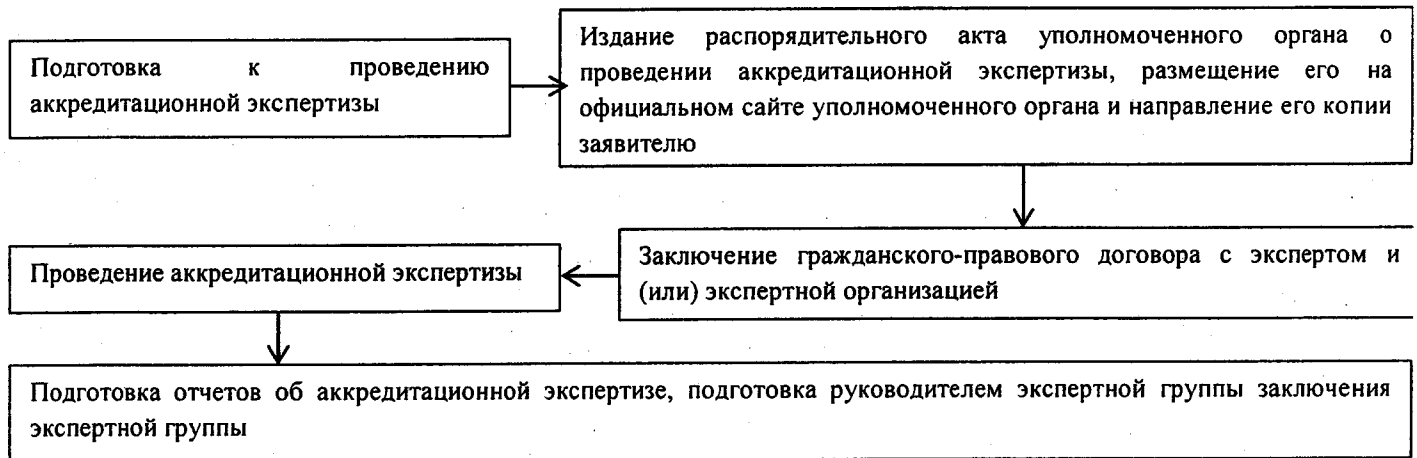 Подготовка к проведению
аккредитационной экспертизы
Издание распорядительного акта уполномоченного органа о
проведении аккредитационной экспертизы, размещение его на
официальном сайте уполномоченного органа и направление его копии
заявителю
Заключение гражданского-правового договора с экспертом и
(или) экспертной организацией
Проведение аккредитационной экспертизы
Подготовка отчетов об аккредитационной экспертизе, подготовка руководителем экспертной группы заключения
экспертной группы